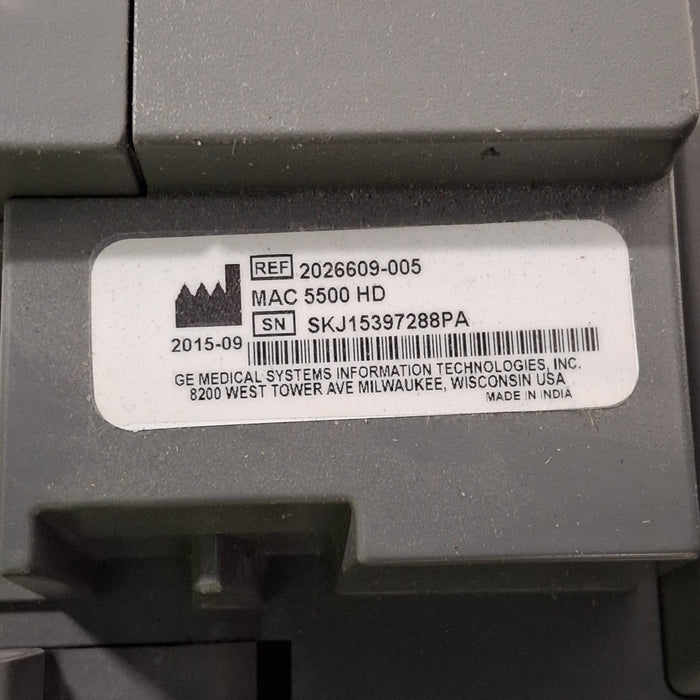 REF 2026609-005
MAC 5500 HD
SN SKJ15397288PA
2015-09
GE MEDICAL SYSTEMS INFORMATION TECHNOLOGIES, INC.
8200 WEST TOWER AVE MILWAUKEE, WISCONSIN USA
MADE IN INDIA